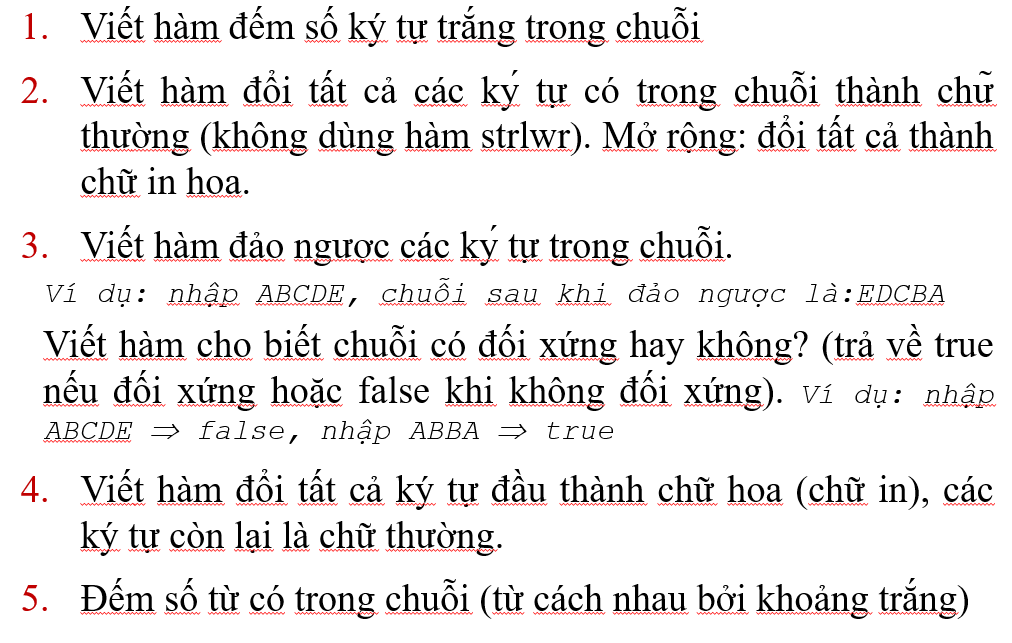 1. Viết hàm đếm số ký tự trắng trong chuỗi
2. Viết hàm đổi tất cả các ký tự có trong chuỗi thành chữ
thường (không dùng hàm strlwr). Mở rộng: đổi tất cả thành
chữ in hoa.
3. Viết hàm đảo ngược các ký tự trong chuỗi.
Ví dụ: nhập ABCDE, chuỗi sau khi đảo ngược là:EDCBA
Viết hàm cho biết chuỗi có đối xứng hay không? (trả về true
nếu đối xứng hoặc false khi không đối xứng). Ví dụ: nhập
ABCDE ⇒ false, nhập ABBA ⇒ true
4. Viết hàm đổi tất cả ký tự đầu thành chữ hoa (chữ in), các
ký tự còn lại là chữ thường.
5. Đếm số từ có trong chuỗi (từ cách nhau bởi khoảng trắng)